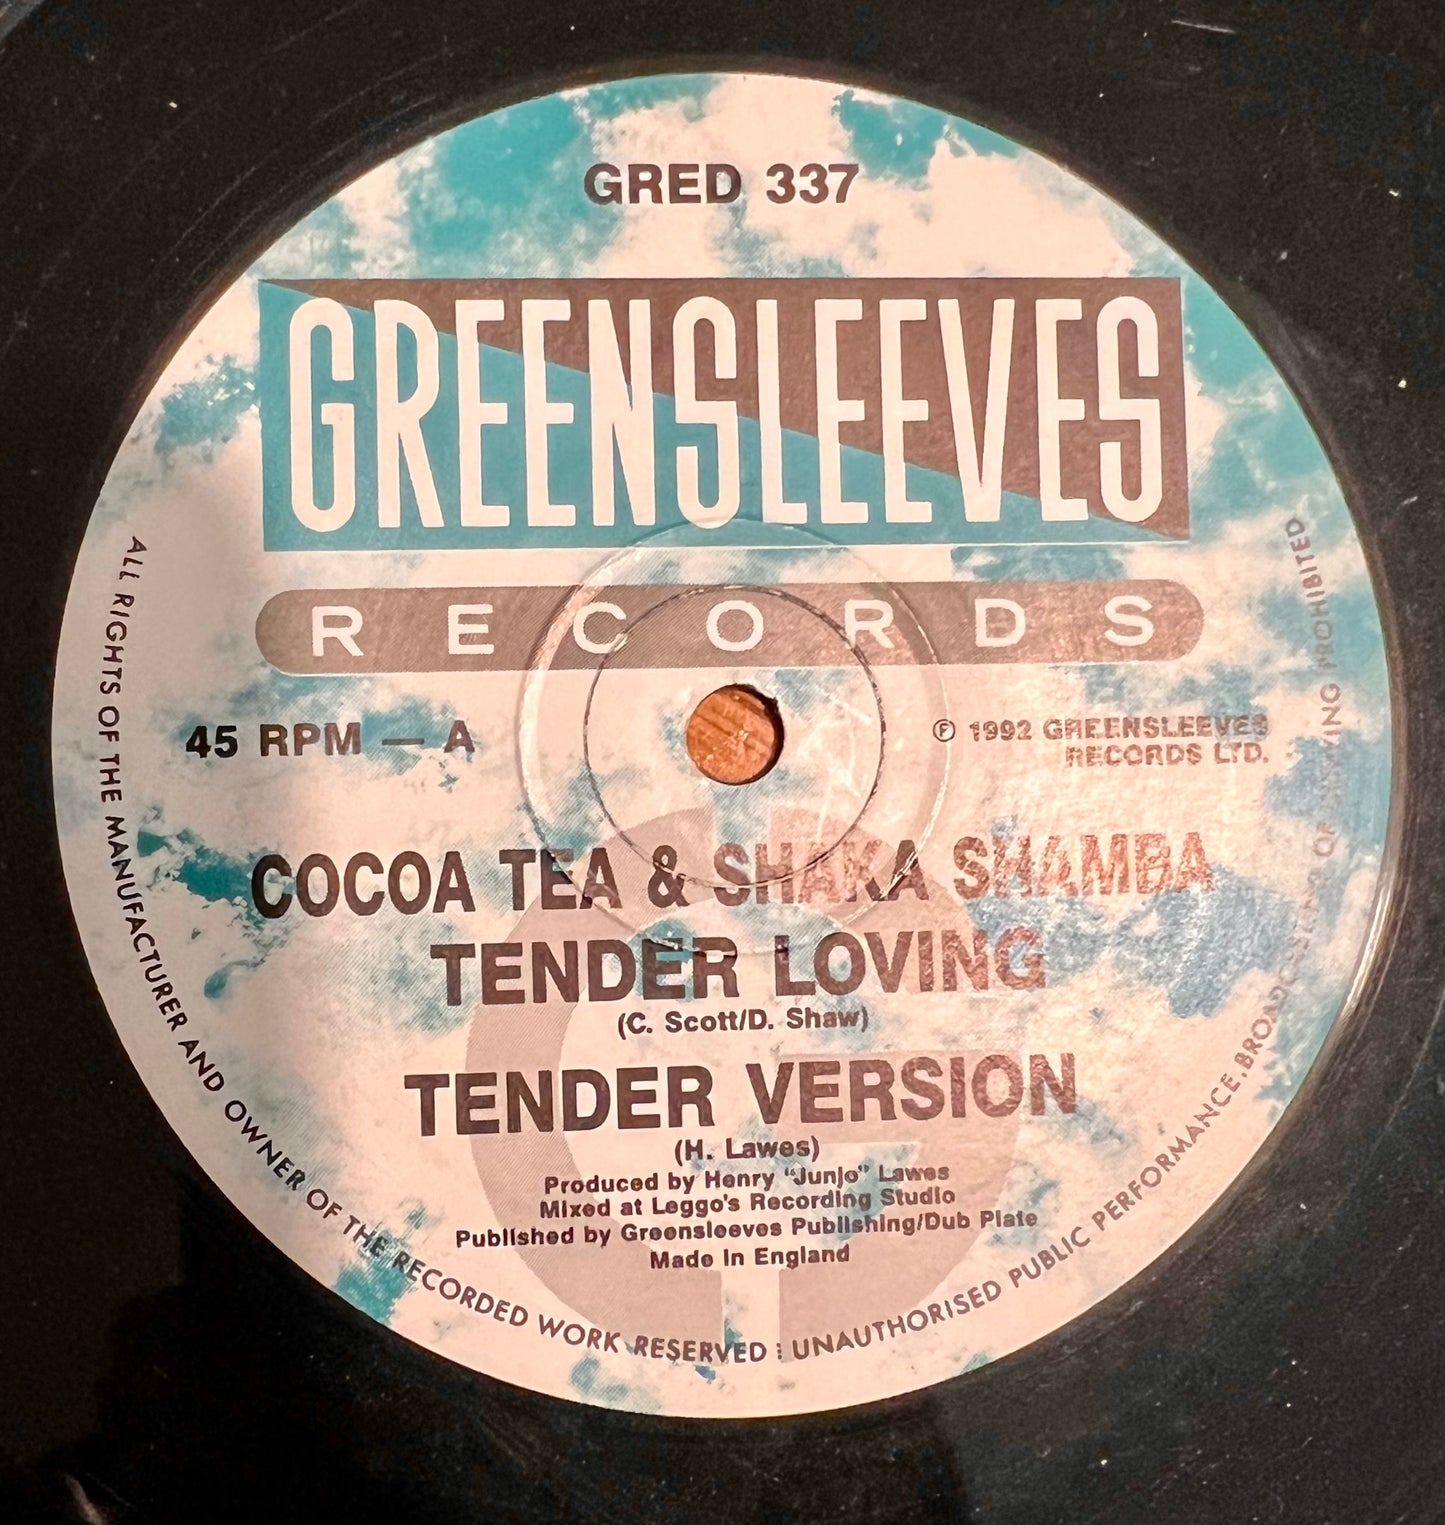 GRED 337
GREENSLEEVES
RECORDS
45 RPM — A
℗ 1992 GREENSLEEVES
RECORDS LTD.
COCOA TEA & SHAKA SHAMBA
TENDER LOVING
(C. Scott/D. Shaw)
TENDER VERSION
(H. Lawes)
Produced by Henry "Junjo" Lawes
Mixed at Leggo's Recording Studio
Published by Greensleeves Publishing/Dub Plate
Made in England
ALL RIGHTS OF THE MANUFACTURER AND OWNER OF THE RECORDED WORK RESERVED : UNAUTHORISED PUBLIC PERFORMANCE. BROADCASTING OR COPYING PROHIBITED